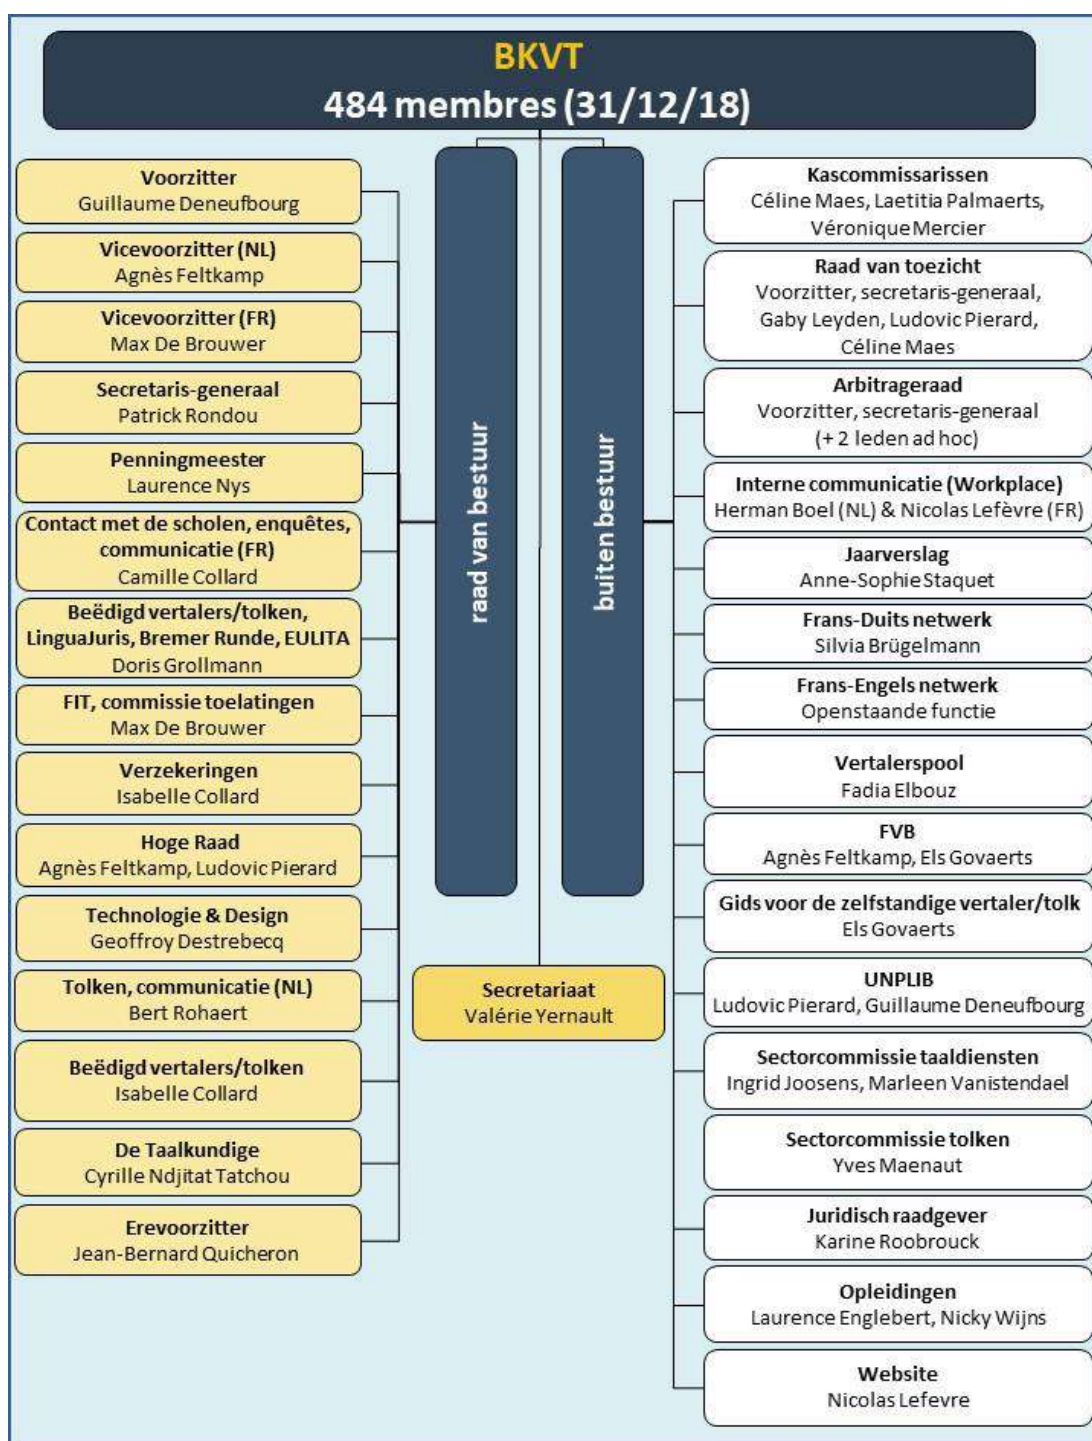 BKVT
484 membres (31/12/18)
Voorzitter
Guillaume Deneufbourg
Vicevoorzitter (NL)
Agnès Feltkamp
Vicevoorzitter (FR)
Max De Brouwer
Secretaris-generaal
Patrick Rondou
Penningmeester
Laurence Nys
Contact met de scholen, enquêtes,
communicatie (FR)
Camille Collard
Beëdigd vertalers/tolken,
LinguaJuris, Bremer Runde, EULITA
Doris Grollmann
FIT, commissie toelatingen
Max De Brouwer
Verzekeringen
Isabelle Collard
Hoge Raad
Agnès Feltkamp, Ludovic Pierard
Technologie & Design
Geoffroy Destrebecq
Tolken, communicatie (NL)
Bert Rohaert
Beëdigd vertalers/tolken
Isabelle Collard
De Taalkundige
Cyrille Ndjitat Tatchou
Erevoorzitter
Jean-Bernard Quicheron
raad van bestuur
Secretariaat
Valérie Yernault
buiten bestuur
Kascommissarissen
Céline Maes, Laetitia Palmaerts,
Véronique Mercier
Raad van toezicht
Voorzitter, secretaris-generaal,
Gaby Leyden, Ludovic Pierard,
Céline Maes
Arbitrageraad
Voorzitter, secretaris-generaal
(+ 2 leden ad hoc)
Interne communicatie (Workplace)
Herman Boel (NL) & Nicolas Lefèvre (FR)
Jaarverslag
Anne-Sophie Staquet
Frans-Duits netwerk
Silvia Brügelmann
Frans-Engels netwerk
Openstaande functie
Vertalerspool
Fadia Elbouz
FVB
Agnès Feltkamp, Els Govaerts
Gids voor de zelfstandige vertaler/tolk
Els Govaerts
UNPLIB
Ludovic Pierard, Guillaume Deneufbourg
Sectorcommissie taaldiensten
Ingrid Joosens, Marleen Vanistendael
Sectorcommissie tolken
Yves Maenaut
Juridisch raadgever
Karine Roobrouck
Opleidingen
Laurence Englebert, Nicky Wijns
Website
Nicolas Lefevre